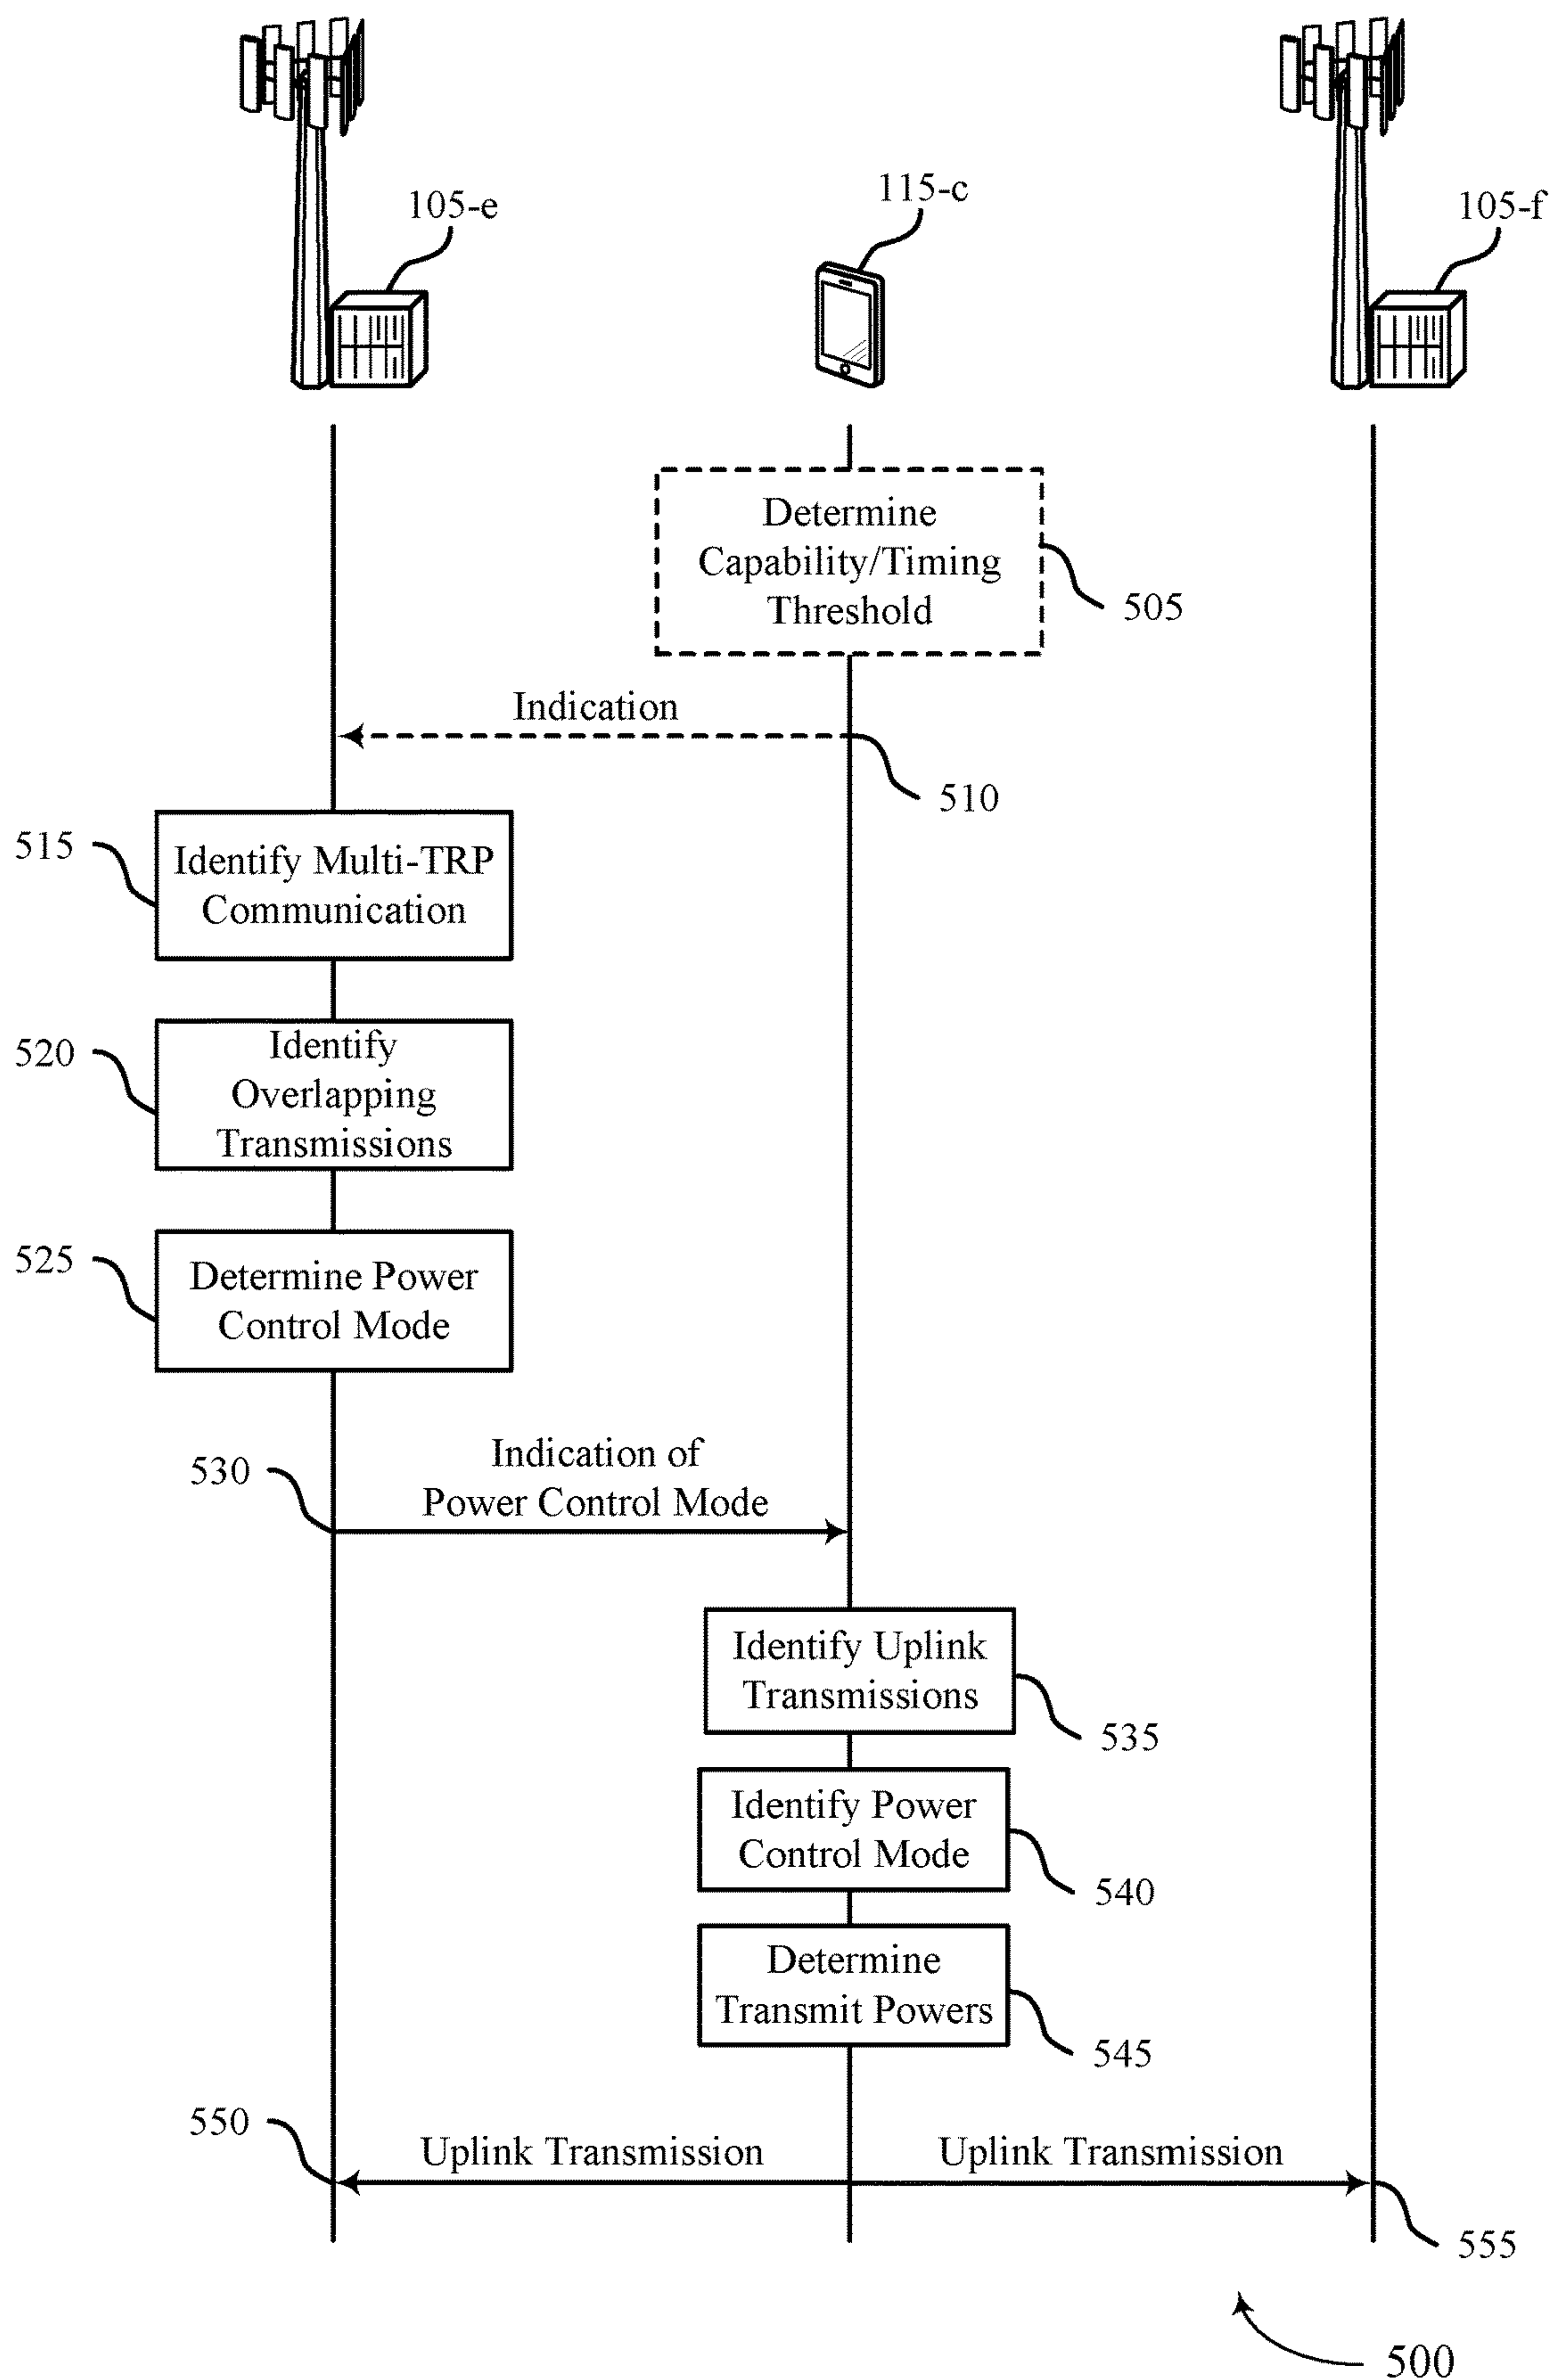 105-e
115-c
105-f
Determine
Capability/Timing
Threshold
505
Indication
510
515
Identify Multi-TRP
Communication
520
Identify
Overlapping
Transmissions
525
Determine Power
Control Mode
530
Indication of
Power Control Mode
Identify Uplink
Transmissions
535
Identify Power
Control Mode
540
Determine
Transmit Powers
545
550
Uplink Transmission
Uplink Transmission
555
500